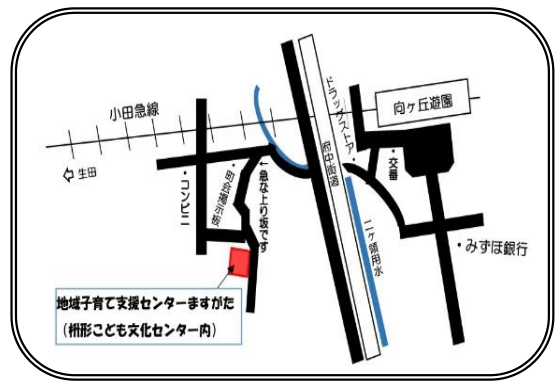 小田急線
向ヶ丘遊園
⇦ 生田
・コンビニ
・町会掲示板
←急な上り坂です
府中街道
ドラッグストア・
・交番
二ヶ領用水
・みずほ銀行
地域子育て支援センターますがた
（枡形こども文化センター内）